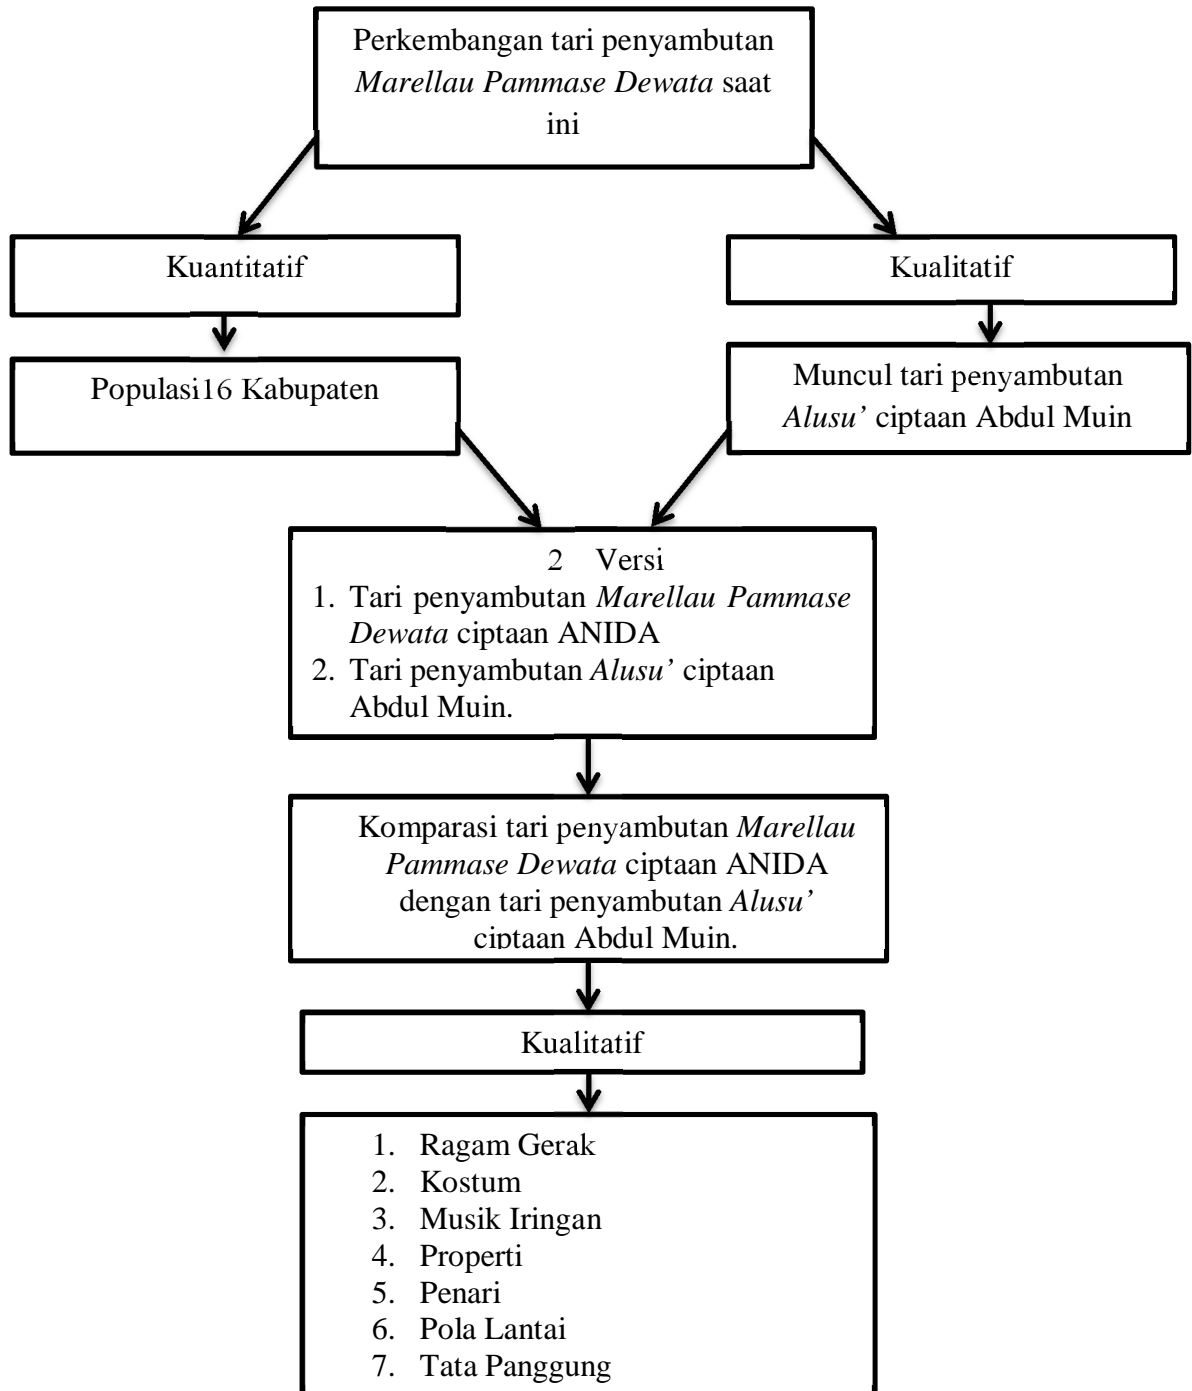 Perkembangan tari penyambutan
Marellau Pammase Dewata saat
ini
Kuantitatif
Kualitatif
Populasi16 Kabupaten
Muncul tari penyambutan
Alusu’ ciptaan Abdul Muin
2 Versi
1. Tari penyambutan Marellau Pammase
Dewata ciptaan ANIDA
2. Tari penyambutan Alusu’ ciptaan
Abdul Muin.
Komparasi tari penyambutan Marellau
Pammase Dewata ciptaan ANIDA
dengan tari penyambutan Alusu’
ciptaan Abdul Muin.
Kualitatif
1. Ragam Gerak
2. Kostum
3. Musik Iringan
4. Properti
5. Penari
6. Pola Lantai
7. Tata Panggung